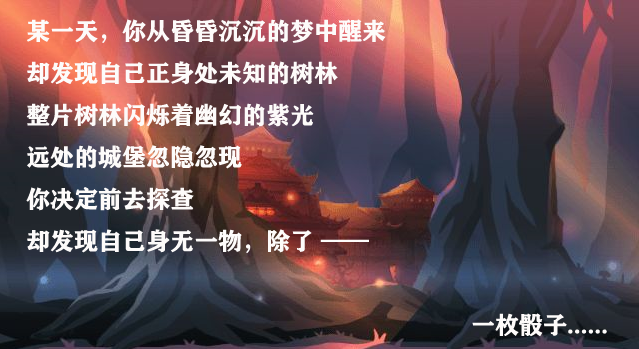 某一天，你从昏昏沉沉的梦中醒来
却发现自己正身处未知的树林
整片树林闪烁着幽幻的紫光
远处的城堡忽隐忽现
你决定前去探查
却发现自己身无一物，除了 ——
一枚骰子......